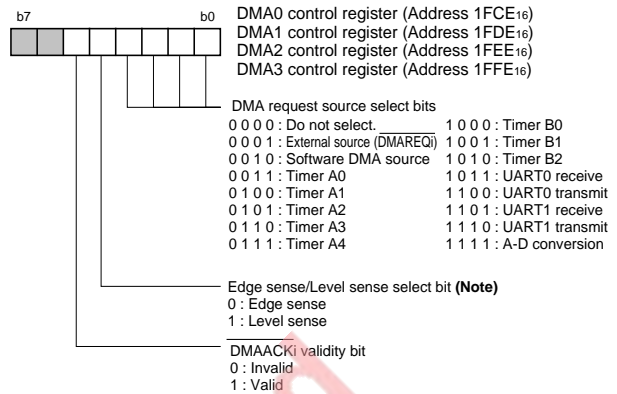 b7 b0
DMA0 control register (Address 1FCE16)
DMA1 control register (Address 1FDE16)
DMA2 control register (Address 1FEE16)
DMA3 control register (Address 1FFE16)
DMA request source select bits
0 0 0 0 : Do not select. 1 0 0 0 : Timer B0
0 0 0 1 : External source (DMAREQi) 1 0 0 1 : Timer B1
0 0 1 0 : Software DMA source 1 0 1 0 : Timer B2
0 0 1 1 : Timer A0 1 0 1 1 : UART0 receive
0 1 0 0 : Timer A1 1 1 0 0 : UART0 transmit
0 1 0 1 : Timer A2 1 1 0 1 : UART1 receive
0 1 1 0 : Timer A3 1 1 1 0 : UART1 transmit
0 1 1 1 : Timer A4 1 1 1 1 : A-D conversion
Edge sense/Level sense select bit (Note)
0 : Edge sense
1 : Level sense
DMAACKi validity bit
0 : Invalid
1 : Valid